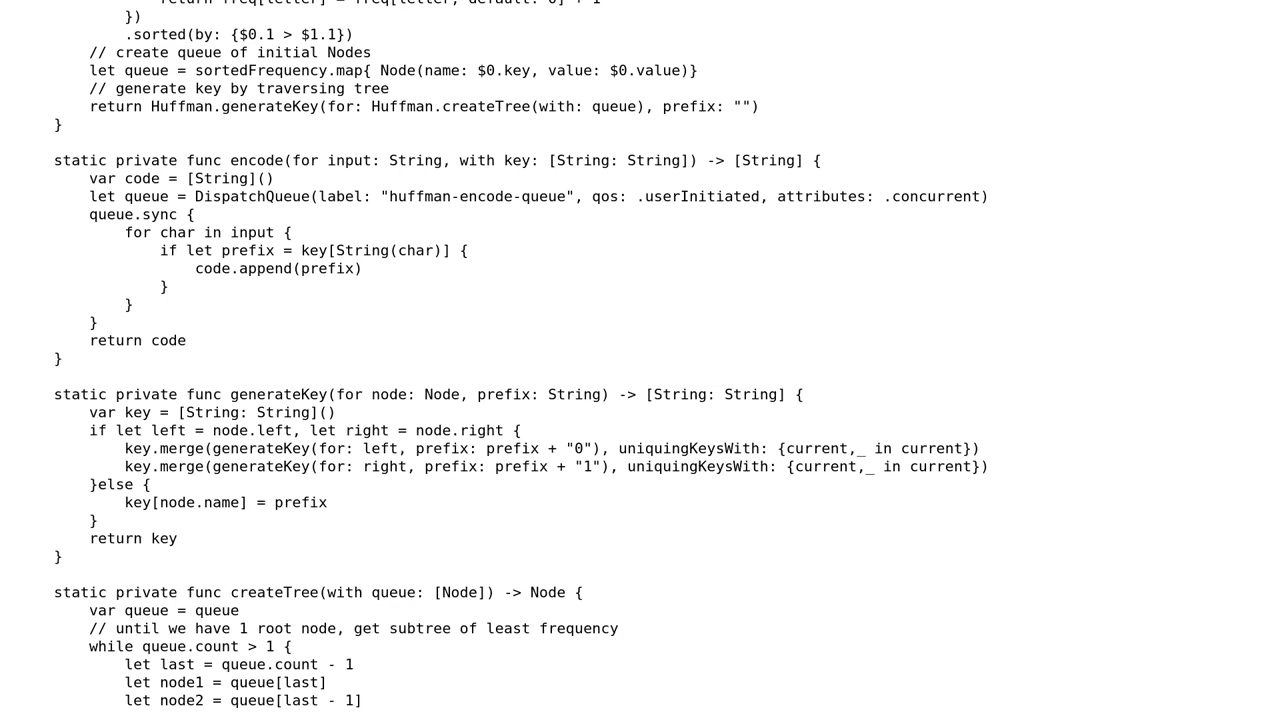 })
.sorted(by: {$0.1 > $1.1})
// create queue of initial Nodes
let queue = sortedFrequency.map{ Node(name: $0.key, value: $0.value)}
// generate key by traversing tree
return Huffman.generateKey(for: Huffman.createTree(with: queue), prefix: "")
}
static private func encode(for input: String, with key: [String: String]) -> [String] {
var code = [String]()
let queue = DispatchQueue(label: "huffman-encode-queue", qos: .userInitiated, attributes: .concurrent)
queue.sync {
for char in input {
if let prefix = key[String(char)] {
code.append(prefix)
}
}
}
return code
}
static private func generateKey(for node: Node, prefix: String) -> [String: String] {
var key = [String: String]()
if let left = node.left, let right = node.right {
key.merge(generateKey(for: left, prefix: prefix + "0"), uniquingKeysWith: {current,_ in current})
key.merge(generateKey(for: right, prefix: prefix + "1"), uniquingKeysWith: {current,_ in current})
}else {
key[node.name] = prefix
}
return key
}
static private func createTree(with queue: [Node]) -> Node {
var queue = queue
// until we have 1 root node, get subtree of least frequency
while queue.count > 1 {
let last = queue.count - 1
let node1 = queue[last]
let node2 = queue[last - 1]